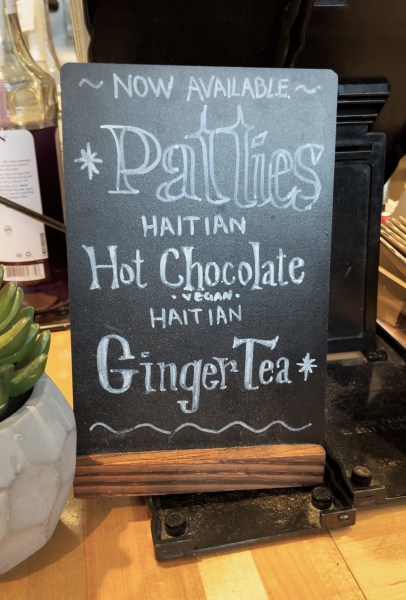 ~ NOW AVAILABLE ~
* Patties
HAITIAN
Hot Chocolate
· VEGAN ·
HAITIAN
Ginger Tea *